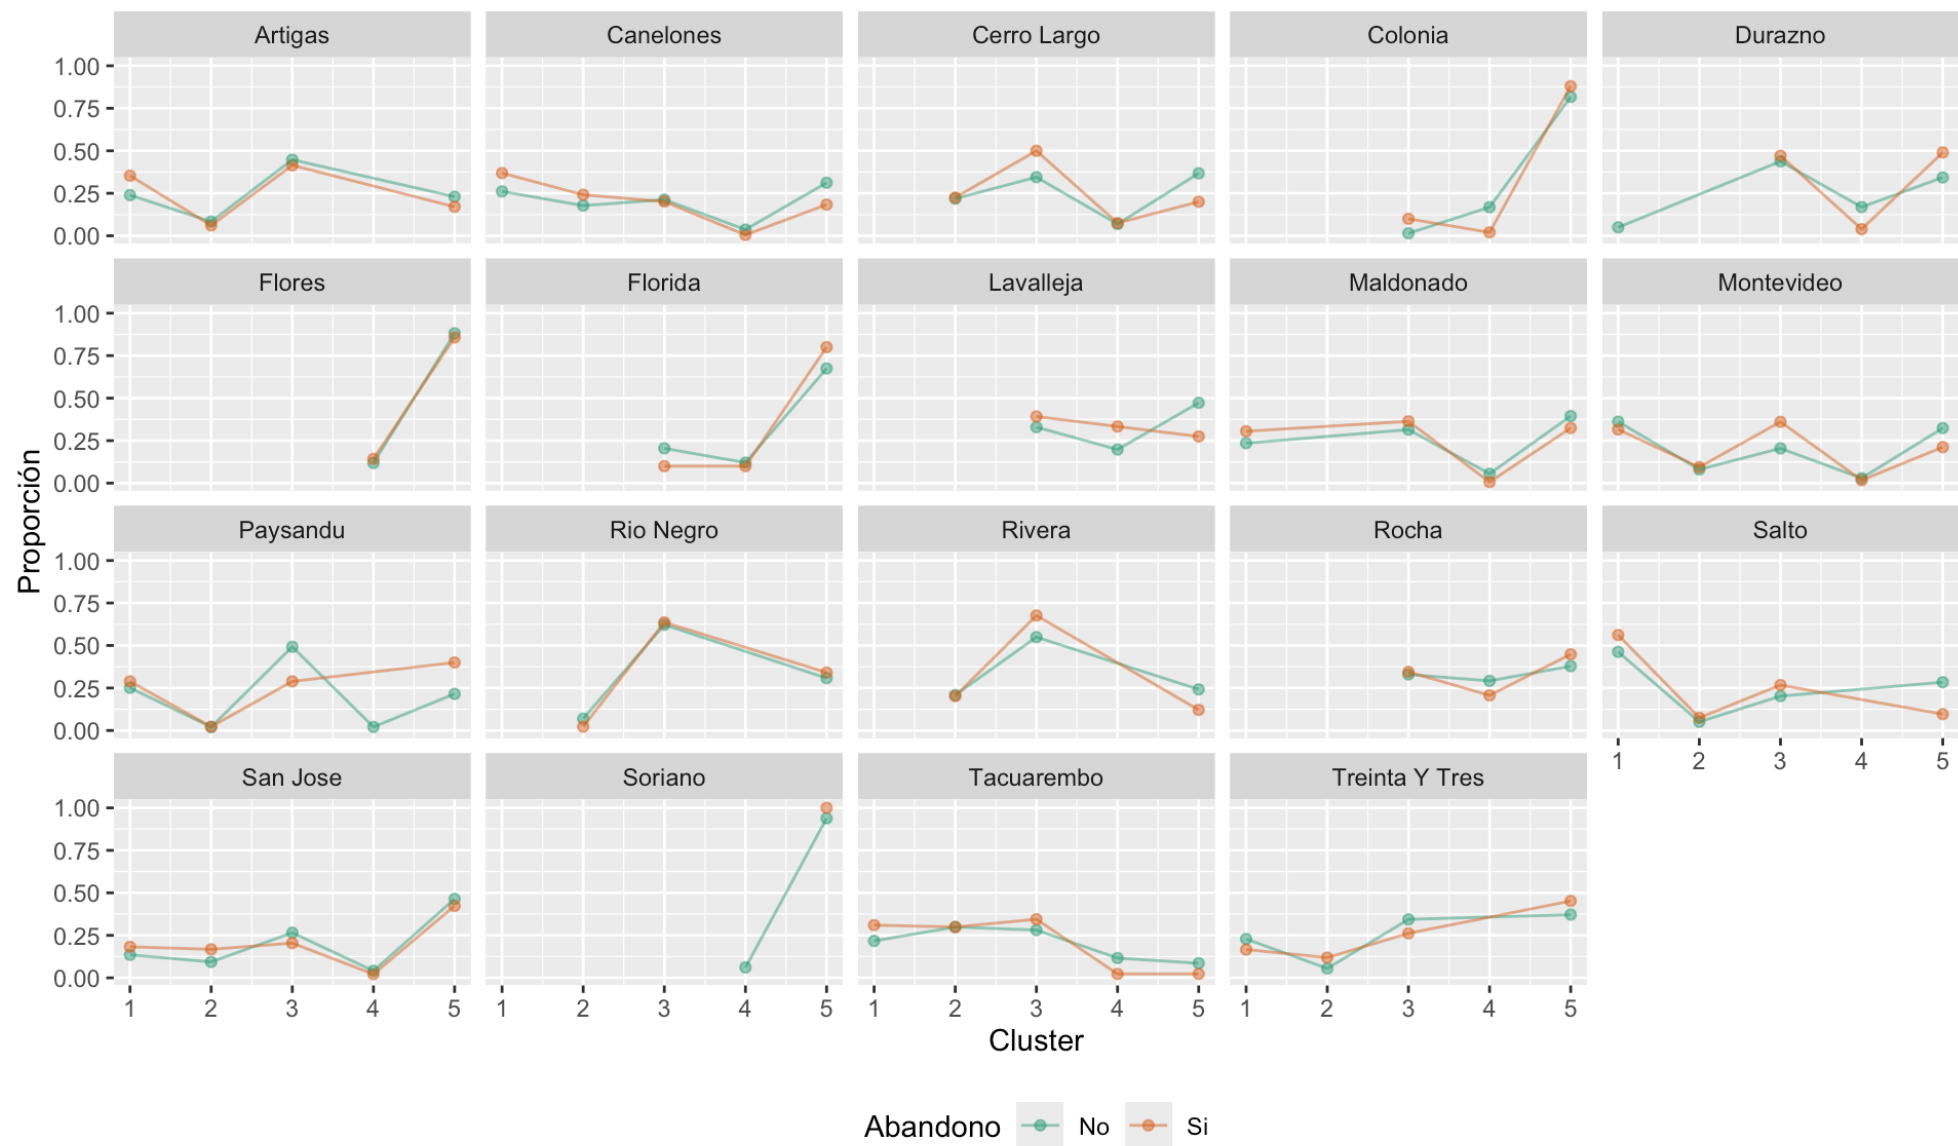 Artigas Canelones Cerro Largo Colonia Durazno
1.00
0.75
0.50
0.25
0.00
Flores Florida Lavalleja Maldonado Montevideo
1.00
0.75
0.50
0.25
0.00
Proporción
Paysandu Rio Negro Rivera Rocha Salto
1.00
0.75
0.50
0.25
0.00
1 2 3 4 5
San Jose Soriano Tacuarembo Treinta Y Tres
1.00
0.75
0.50
0.25
0.00
1 2 3 4 5 1 2 3 4 5 1 2 3 4 5 1 2 3 4 5
Cluster
Abandono No Si